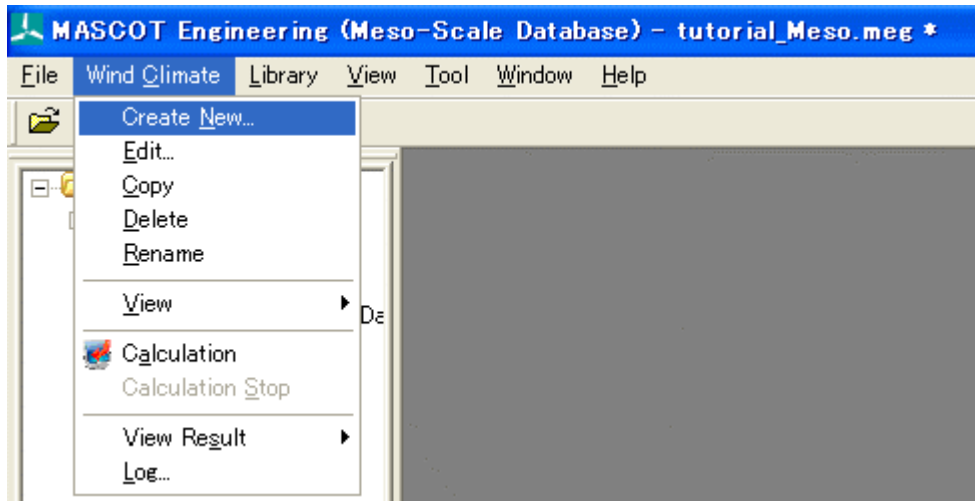 MASCOT Engineering (Meso-Scale Database) - tutorial_Meso.meg *
File Wind Climate Library View Tool Window Help
Create New...
Edit...
Copy
Delete
Rename
View
Da
Calculation
Calculation Stop
View Result
Log...